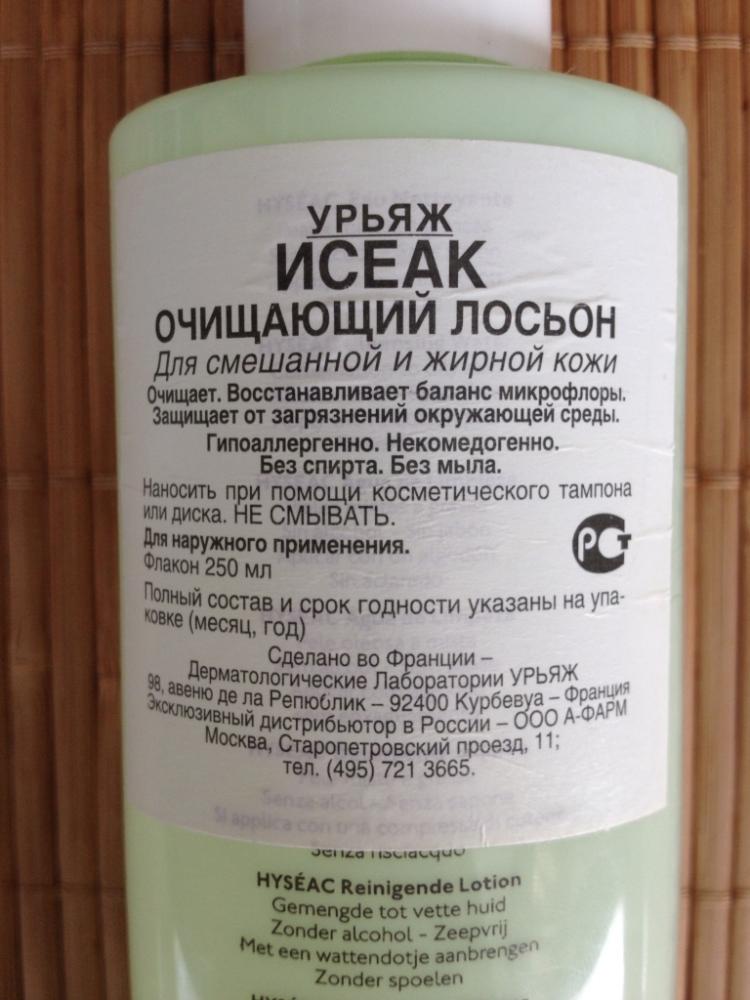 УРЬЯЖ
ИСЕАК
ОЧИЩАЮЩИЙ ЛОСЬОН
Для смешанной и жирной кожи
Очищает. Восстанавливает баланс микрофлоры.
Защищает от загрязнений окружающей среды.
Гипоаллергенно. Некомедогенно.
Без спирта. Без мыла.
Наносить при помощи косметического тампона
или диска. НЕ СМЫВАТЬ.
Для наружного применения.
РСТ
Флакон 250 мл
Полный состав и срок годности указаны на упа-
ковке (месяц, год)
Сделано во Франции –
Дерматологические Лаборатории УРЬЯЖ
98, авеню де ла Репюблик – 92400 Курбевуа – Франция
Эксклюзивный дистрибьютор в России – ООО А-ФАРМ
Москва, Старопетровский проезд, 11;
тел. (495) 721 3665.
Senza alcol - Senza sapone
Si applica con una compressa di cotone
Senza risciacquo
HYSÉAC Reinigende Lotion
Gemengde tot vette huid
Zonder alcohol - Zeepvrij
Met een wattendotje aanbrengen
Zonder spoelen